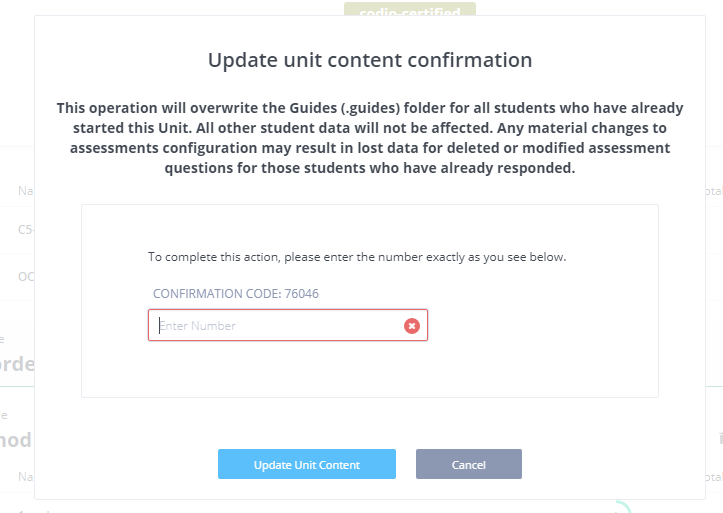 codio-certified
Update unit content confirmation
This operation will overwrite the Guides (.guides) folder for all students who have already
started this Unit. All other student data will not be affected. Any material changes to
assessments configuration may result in lost data for deleted or modified assessment
questions for those students who have already responded.
Na
C5-
OC
To complete this action, please enter the number exactly as you see below.
CONFIRMATION CODE: 76046
Enter Number
Update Unit Content
Cancel
Na